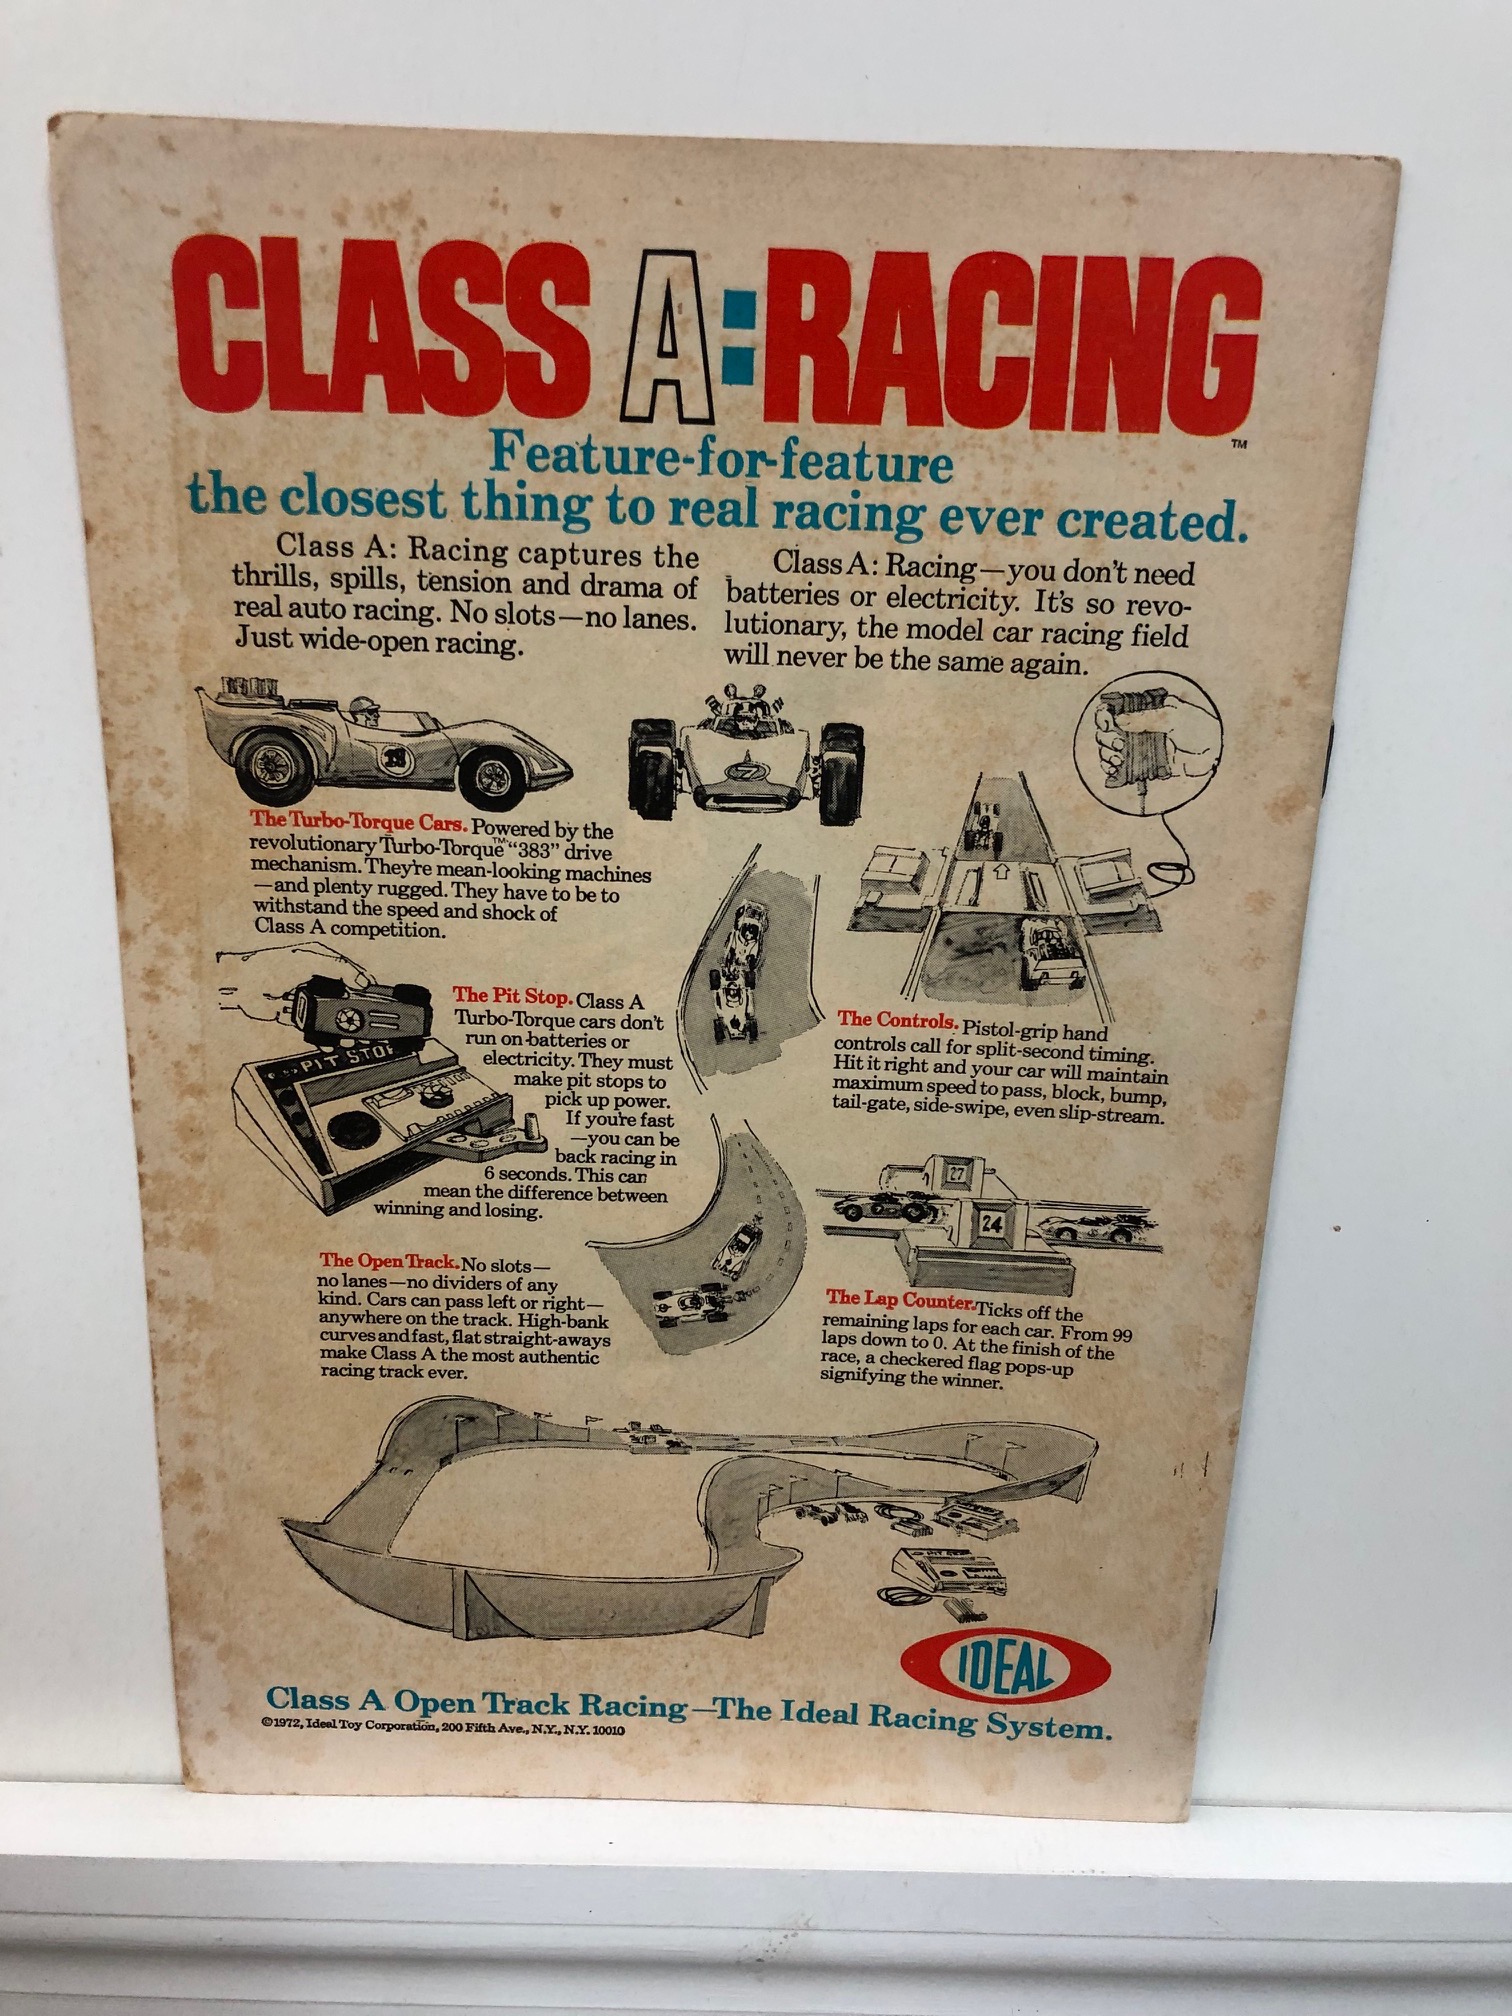 CLASS A:RACING
TM
Feature-for-feature
the closest thing to real racing ever created.
Class A: Racing captures the
thrills, spills, tension and drama of
real auto racing. No slots—no lanes.
Just wide-open racing.
Class A: Racing—you don't need
batteries or electricity. It's so revo-
lutionary, the model car racing field
will never be the same again.
7
The Turbo-Torque Cars. Powered by the
revolutionary Turbo-Torque™ "383" drive
mechanism. They're mean-looking machines
—and plenty rugged. They have to be to
withstand the speed and shock of
Class A competition.
PIT STOP
The Pit Stop. Class A
Turbo-Torque cars don't
run on batteries or
electricity. They must
make pit stops to
pick up power.
If you're fast
—you can be
back racing in
6 seconds. This can
mean the difference between
winning and losing.
The Controls. Pistol-grip hand
controls call for split-second timing.
Hit it right and your car will maintain
maximum speed to pass, block, bump,
tail-gate, side-swipe, even slip-stream.
27
24
The Open Track. No slots—
no lanes—no dividers of any
kind. Cars can pass left or right—
anywhere on the track. High-bank
curves and fast, flat straight-aways
make Class A the most authentic
racing track ever.
The Lap Counter. Ticks off the
remaining laps for each car. From 99
laps down to 0. At the finish of the
race, a checkered flag pops-up
signifying the winner.
PIT STOP
IDEAL
Class A Open Track Racing—The Ideal Racing System.
©1972, Ideal Toy Corporation, 200 Fifth Ave., N.Y., N.Y. 10010